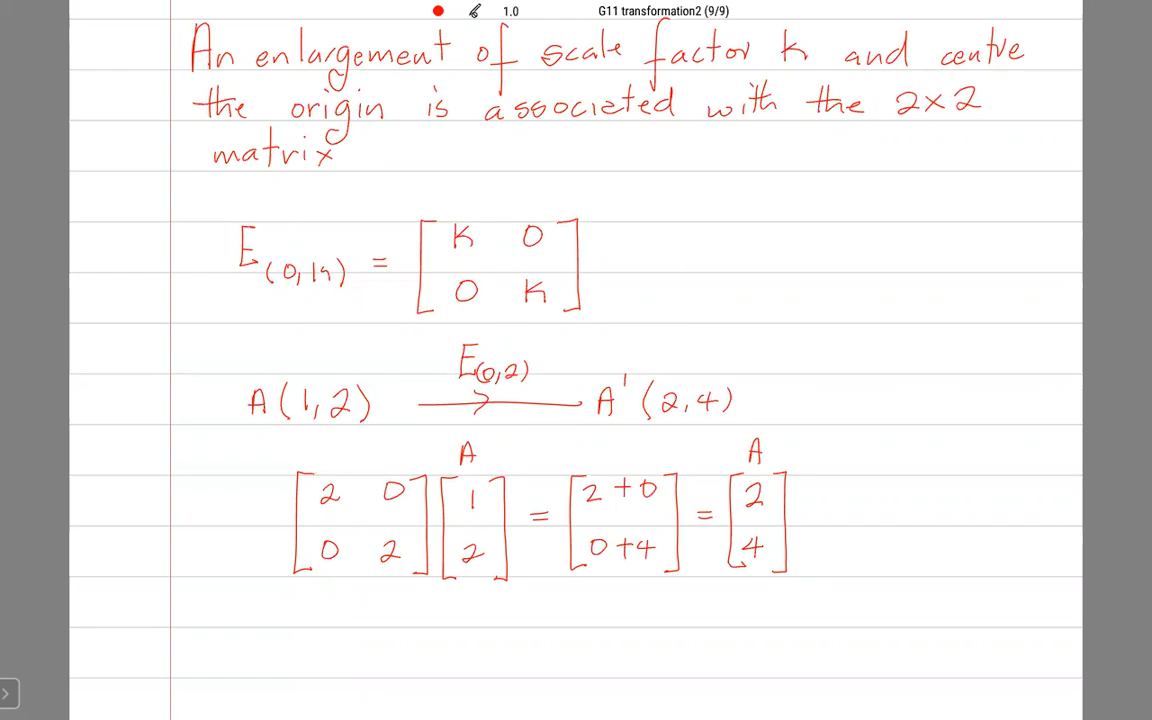 1.0 G11 transformation2 (9/9)
An enlargement of scale factor k and centre
the origin is associated with the 2×2
matrix
E(0,k) = [ K 0
0 K ]
E(0,2)
A(1,2) → A'(2,4)
A A
[ 2 0 [ 1 = [ 2+0 = [ 2
0 2 ] 2 ] 0+4 ] 4 ]